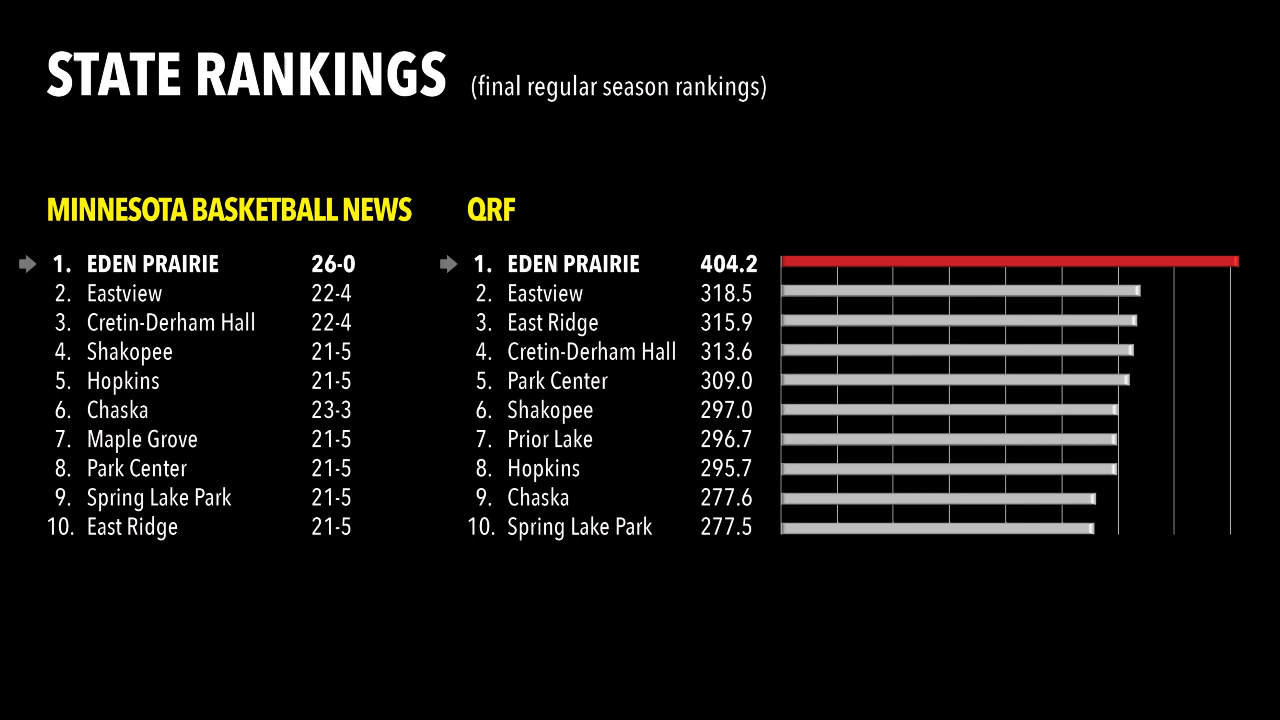 STATE RANKINGS (final regular season rankings)
MINNESOTA BASKETBALL NEWS
1. EDEN PRAIRIE 26-0
2. Eastview 22-4
3. Cretin-Derham Hall 22-4
4. Shakopee 21-5
5. Hopkins 21-5
6. Chaska 23-3
7. Maple Grove 21-5
8. Park Center 21-5
9. Spring Lake Park 21-5
10. East Ridge 21-5
QRF
1. EDEN PRAIRIE 404.2
2. Eastview 318.5
3. East Ridge 315.9
4. Cretin-Derham Hall 313.6
5. Park Center 309.0
6. Shakopee 297.0
7. Prior Lake 296.7
8. Hopkins 295.7
9. Chaska 277.6
10. Spring Lake Park 277.5